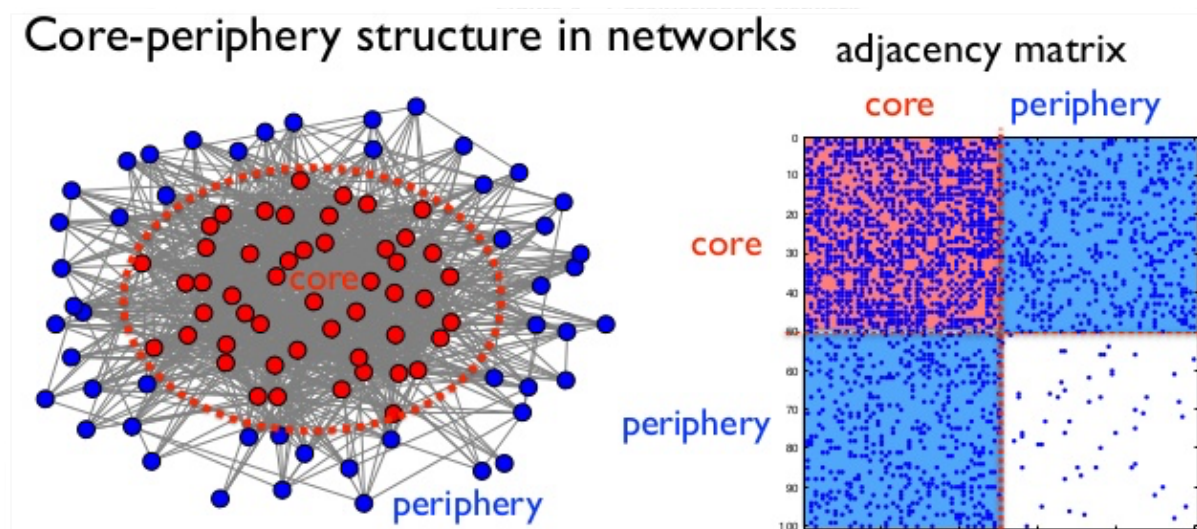 Core-periphery structure in networks
core
periphery
adjacency matrix
core periphery
core
periphery
0
10
20
30
40
50
60
70
80
90
100